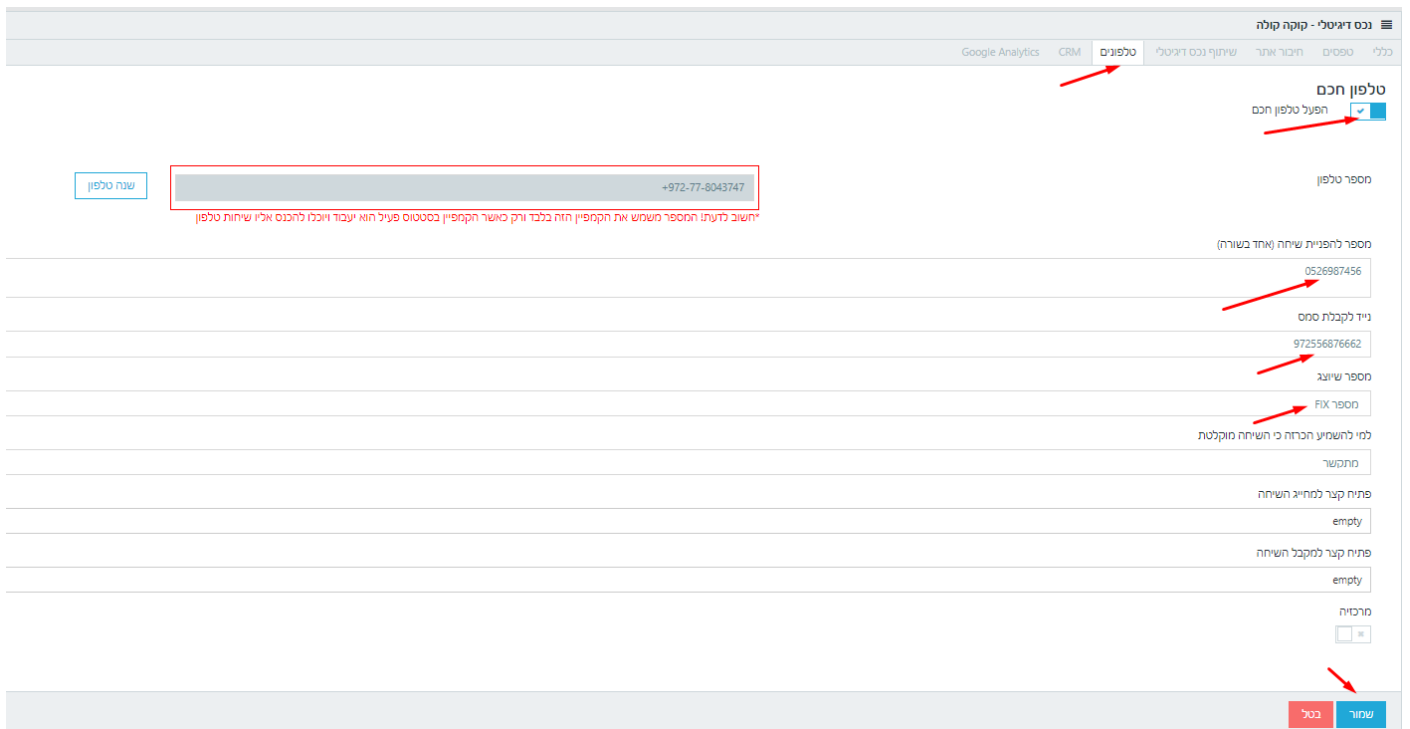 נכס דיגיטלי - קוקה קולה
כללי טפסים חיבור אתר שיתוף נכס דיגיטלי טלפונים CRM Google Analytics
טלפון חכם
הפעל טלפון חכם
מספר טלפון
+972-77-8043747
שנה טלפון
*חשוב לדעת! המספר משמש את הקמפיין הזה בלבד ורק כאשר הקמפיין בסטטוס פעיל הוא יעבוד ויוכלו להכנס אליו שיחות טלפון
מספר להפניית שיחה (אחד בשורה)
0526987456
נייד לקבלת סמס
972556876662
מספר שיוצג
מספר FIX
למי להשמיע הכרזה כי השיחה מוקלטת
מתקשר
פתיח קצר למחייג השיחה
empty
פתיח קצר למקבל השיחה
empty
מרכזיה
שמור בטל